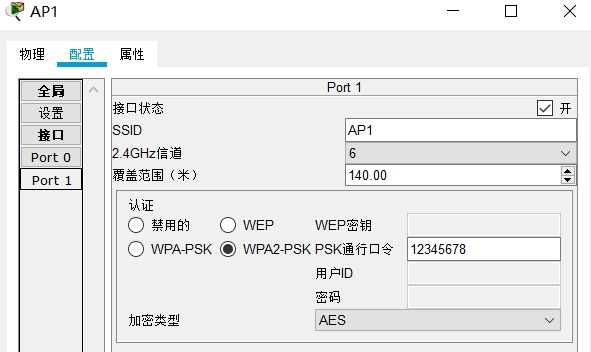 AP1
物理 配置 属性
全局
设置
接口
Port 0
Port 1
Port 1
接口状态 开
SSID AP1
2.4GHz信道 6
覆盖范围（米） 140.00
认证
禁用的 WEP WEP密钥
WPA-PSK WPA2-PSK PSK通行口令 12345678
用户ID
密码
加密类型 AES